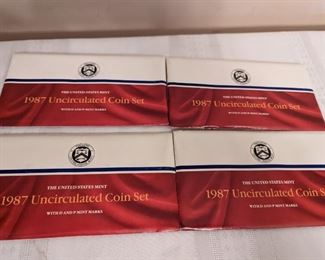 THE UNITED STATES MINT
1987 Uncirculated Coin Set
WITH D AND P MINT MARKS
THE UNITED STATES MINT
1987 Uncirculated Coin Set
WITH D AND P MINT MARKS
THE UNITED STATES MINT
1987 Uncirculated Coin Set
WITH D AND P MINT MARKS
THE UNITED STATES MINT
1987 Uncirculated Coin Se
WITH D AND P MINT MARKS